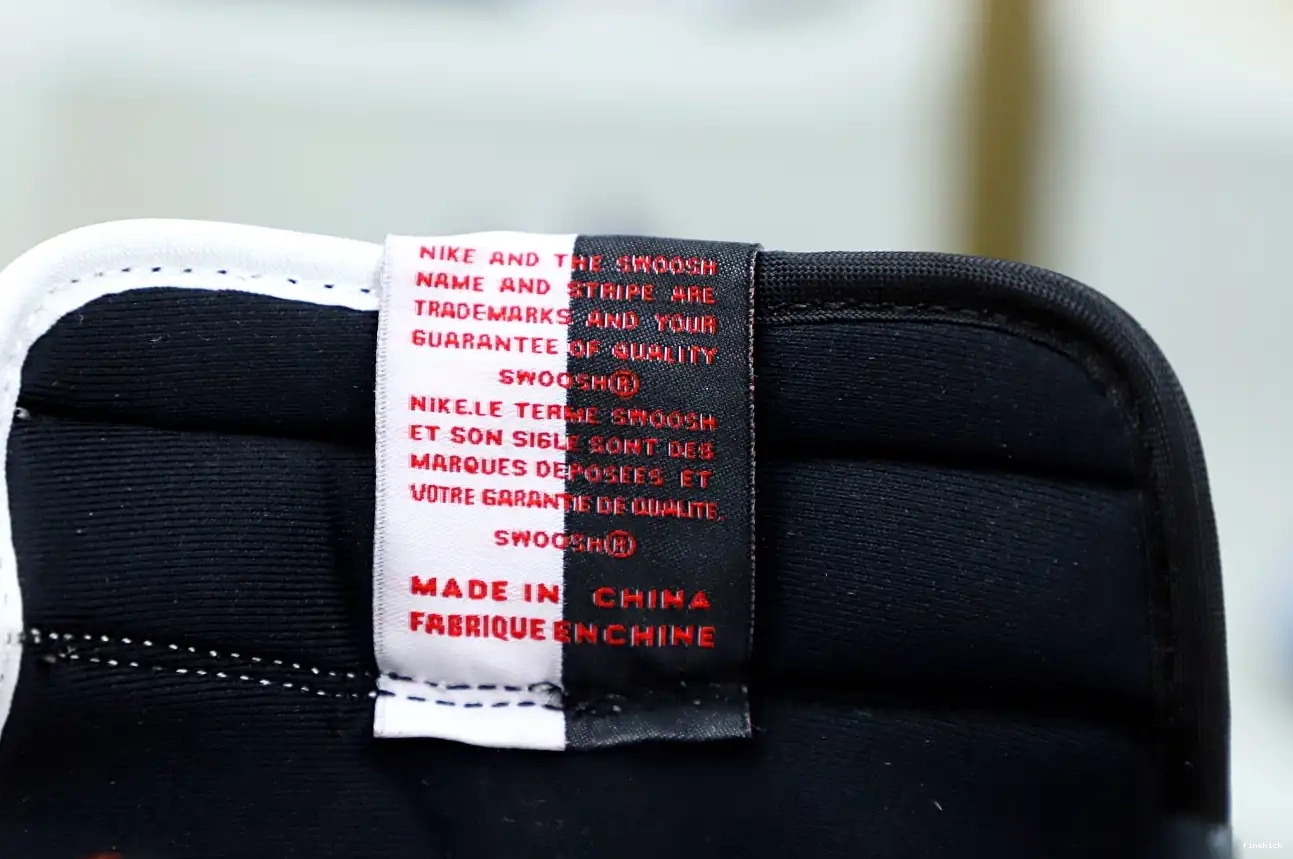 NIKE AND THE SWOOSH
NAME AND STRIPE ARE
TRADEMARKS AND YOUR
GUARANTEE OF QUALITY
SWOOSH®
NIKE.LE TERME SWOOSH
ET SON SIGLE SONT DES
MARQUES DEPOSEES ET
VOTRE GARANTIE DE QUALITE.
SWOOSH®
MADE IN CHINA
FABRIQUE EN CHINE
finekick